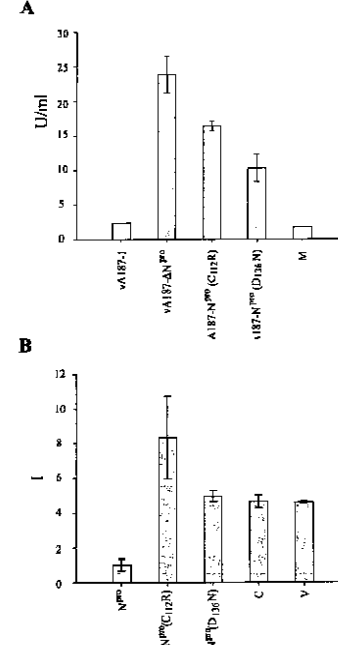 A
U/ml
30
25
20
15
10
5
0
vA187-1
vA187-ΔNpro
A187-Npro (C112R)
187-Npro (D136N)
M
B
I
12
10
8
6
4
2
0
Npro
Npro(C112R)
Npro(D136N)
C
V